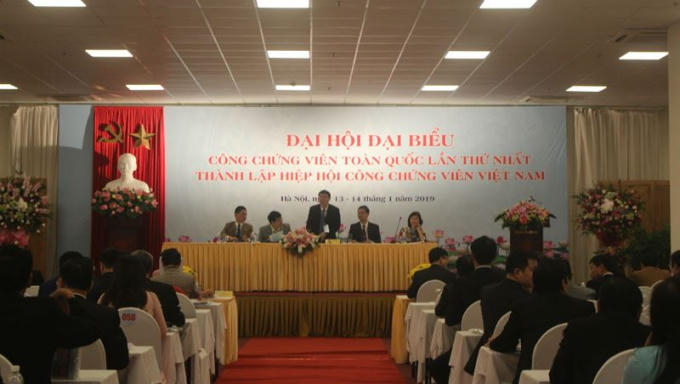 ĐẠI HỘI ĐẠI BIỂU
CÔNG CHỨNG VIÊN TOÀN QUỐC LẦN THỨ NHẤT
THÀNH LẬP HIỆP HỘI CÔNG CHỨNG VIÊN VIỆT NAM
Hà Nội, 13 - 14 tháng 1 năm 2019
050